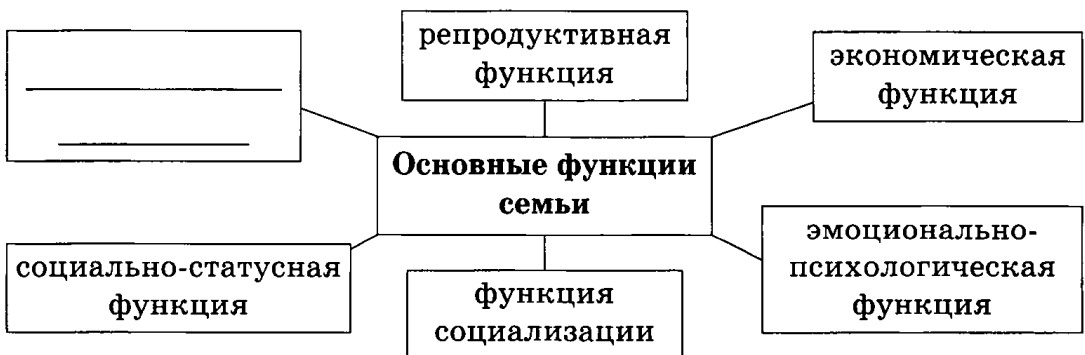 репродуктивная
функция
экономическая
функция
Основные функции
семьи
социально-статусная
функция
функция
социализации
эмоционально-
психологическая
функция